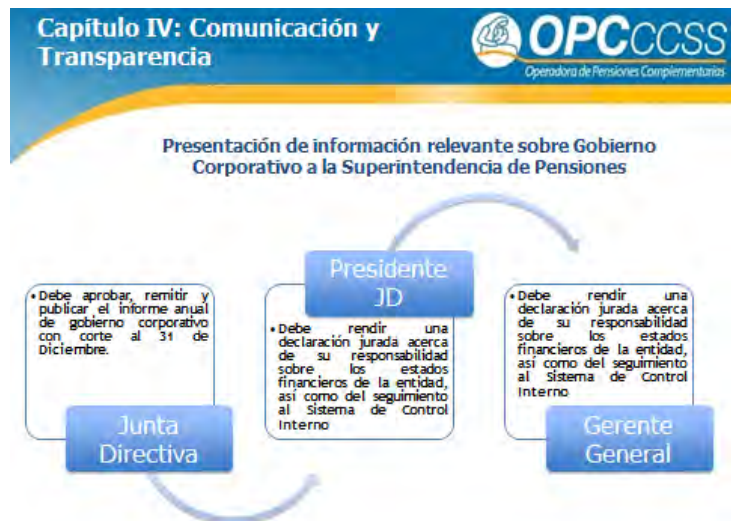 Capítulo IV: Comunicación y
Transparencia
OPCCCSS
Operadora de Pensiones Complementarias
Presentación de información relevante sobre Gobierno
Corporativo a la Superintendencia de Pensiones
• Debe aprobar, remitir y
publicar el informe anual
de gobierno corporativo
con corte al 31 de
Diciembre.
Junta
Directiva
Presidente
JD
• Debe rendir una
declaración jurada acerca
de su responsabilidad
sobre los estados
financieros de la entidad,
así como del seguimiento
al Sistema de Control
Interno
• Debe rendir una
declaración jurada acerca
de su responsabilidad
sobre los estados
financieros de la entidad,
así como del seguimiento
al Sistema de Control
Interno
Gerente
General